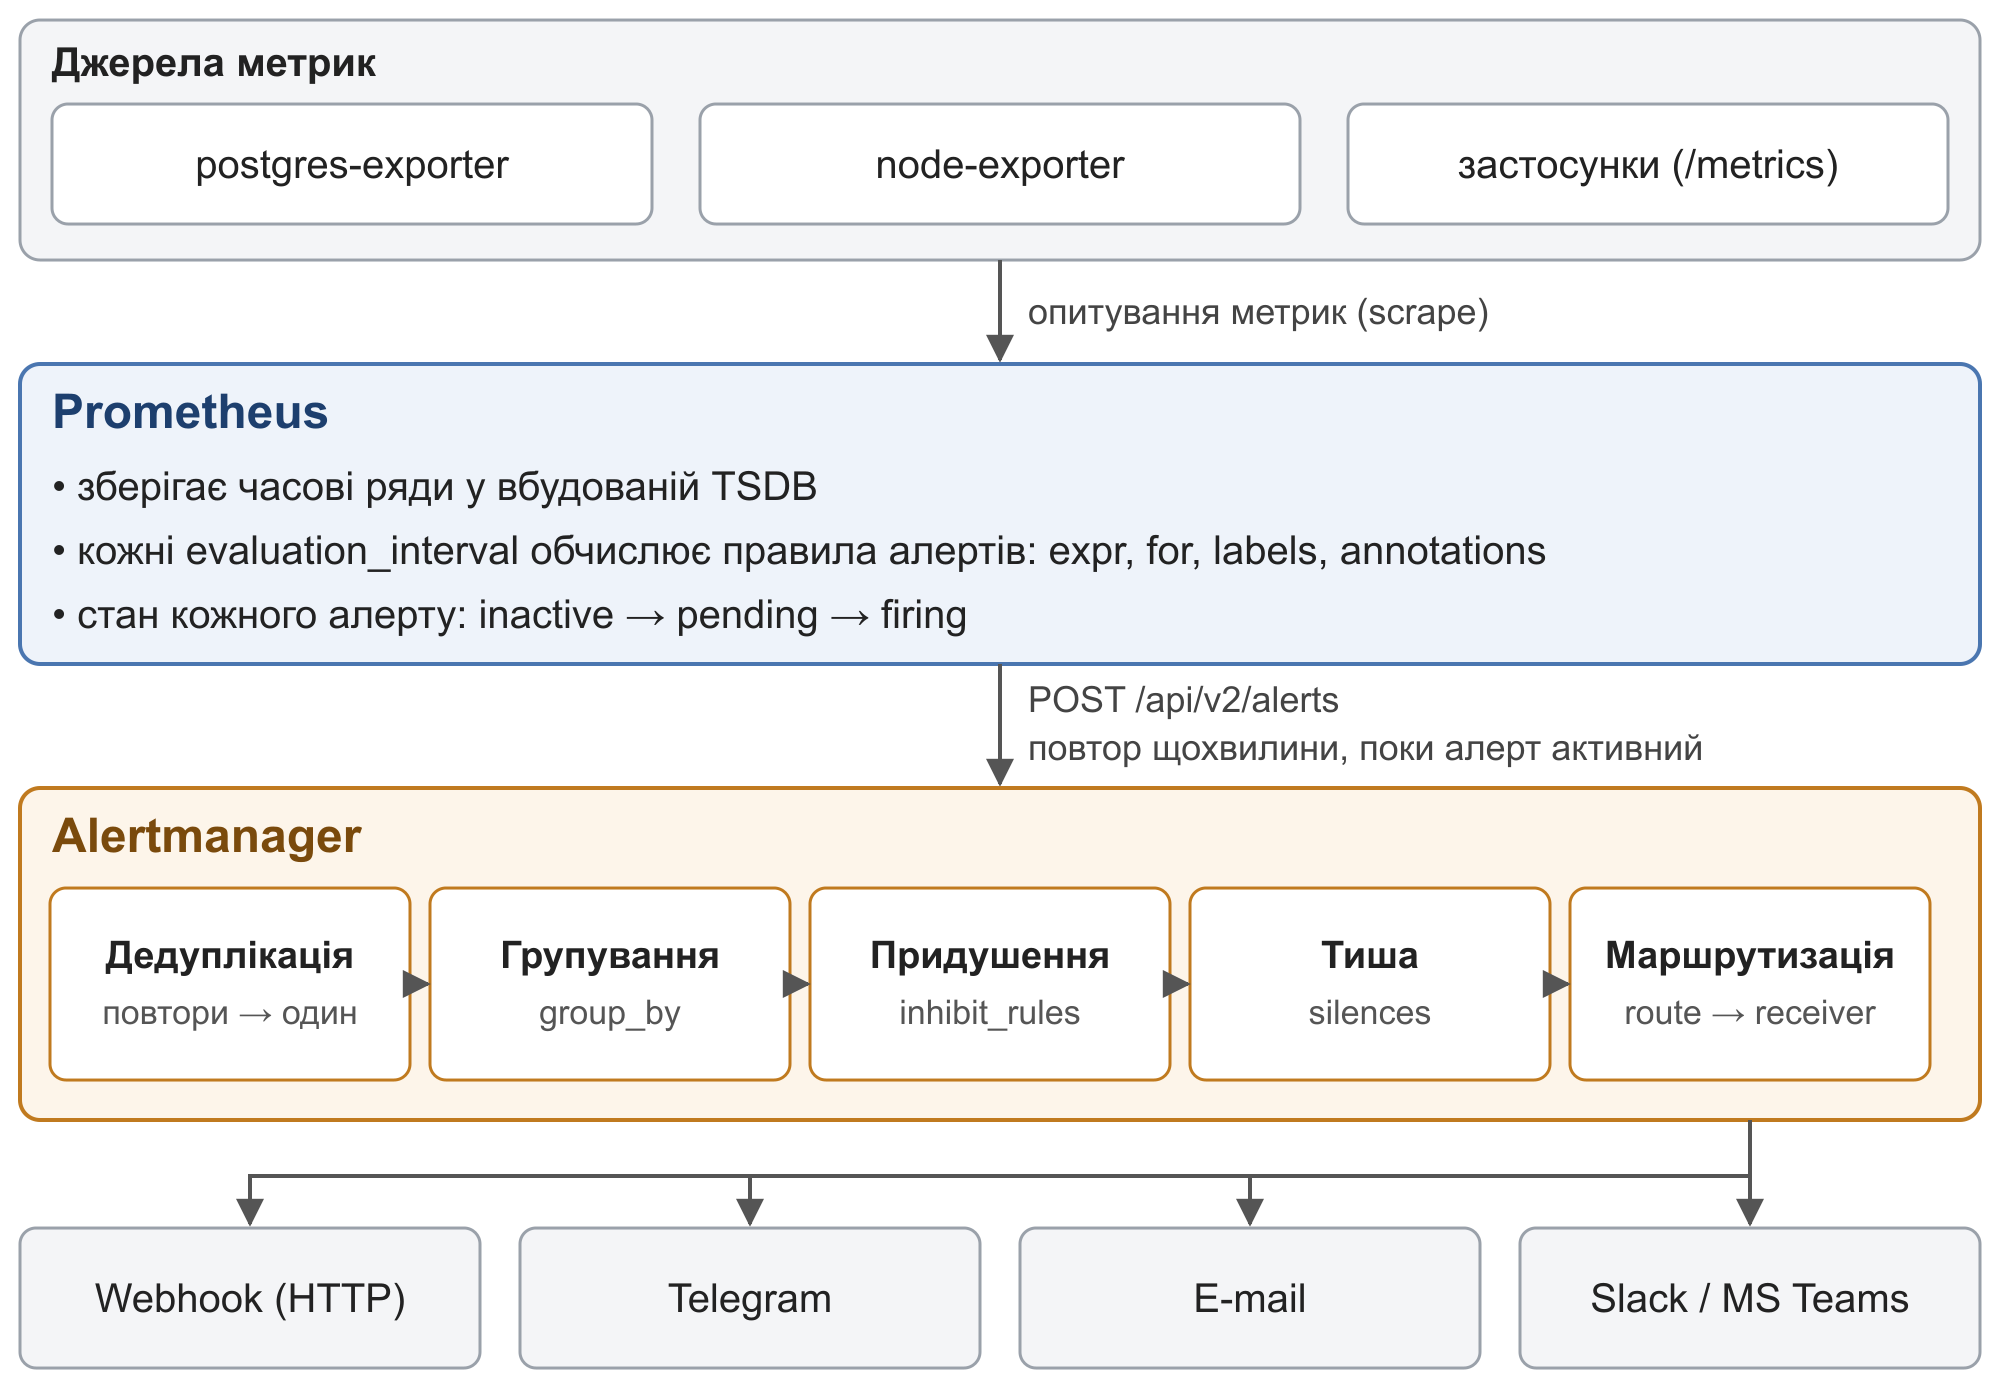 Джерела метрик
postgres-exporter
node-exporter
застосунки (/metrics)
опитування метрик (scrape)
Prometheus
• зберігає часові ряди у вбудованій TSDB
• кожні evaluation_interval обчислює правила алертів: expr, for, labels, annotations
• стан кожного алерту: inactive → pending → firing
POST /api/v2/alerts
повтор щохвилини, поки алерт активний
Alertmanager
Дедуплікація
повтори → один
Групування
group_by
Придушення
inhibit_rules
Тиша
silences
Маршрутизація
route → receiver
Webhook (HTTP)
Telegram
E-mail
Slack / MS Teams